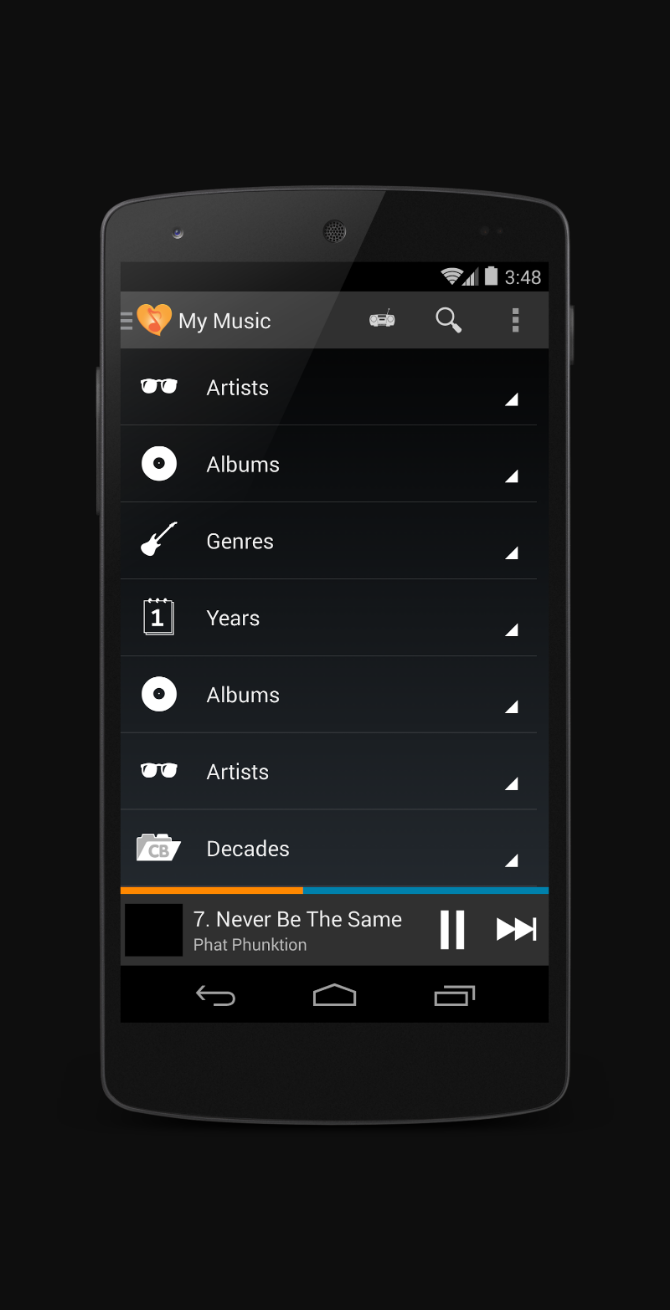 3:48
My Music
Artists
Albums
Genres
1
Years
Albums
Artists
CB
Decades
7. Never Be The Same
Phat Phunktion